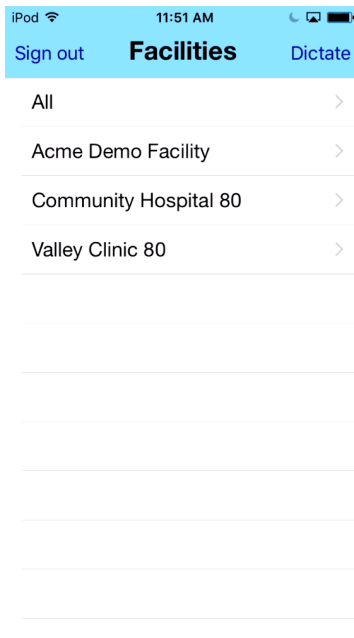 iPod 11:51 AM
Sign out Facilities Dictate
All
Acme Demo Facility
Community Hospital 80
Valley Clinic 80